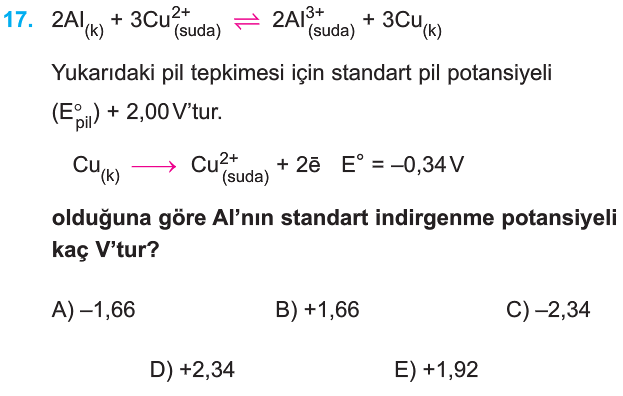 17. 2Al(k) + 3Cu²⁺(suda) ⇌ 2Al³⁺(suda) + 3Cu(k)
Yukarıdaki pil tepkimesi için standart pil potansiyeli
(E°pil) + 2,00 V’tur.
Cu(k) ⟶ Cu²⁺(suda) + 2ē E° = –0,34 V
olduğuna göre Al’nın standart indirgenme potansiyeli
kaç V’tur?
A) –1,66 B) +1,66 C) –2,34
D) +2,34 E) +1,92